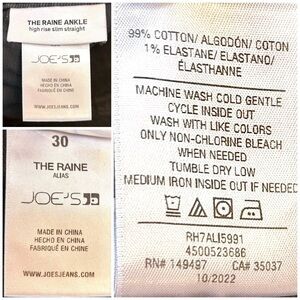 THE RAINE ANKLE
high rise slim straight
JOE'S
MADE IN CHINA
HECHO EN CHINA
FABRIQUÉ EN CHINE
WWW.JOESJEANS.COM
30
THE RAINE
ALIAS
JOE'S
MADE IN CHINA
HECHO EN CHINA
FABRIQUÉ EN CHINE
WWW.JOESJEANS.COM
99% COTTON/ ALGODÓN/ COTON
1% ELASTANE/ ELASTANO/
ÉLASTHANNE
MACHINE WASH COLD GENTLE
CYCLE INSIDE OUT
WASH WITH LIKE COLORS
ONLY NON-CHLORINE BLEACH
WHEN NEEDED
TUMBLE DRY LOW
MEDIUM IRON INSIDE OUT IF NEEDED
RH7ALI5991
4500523686
RN# 149497 CA# 35037
10/2022